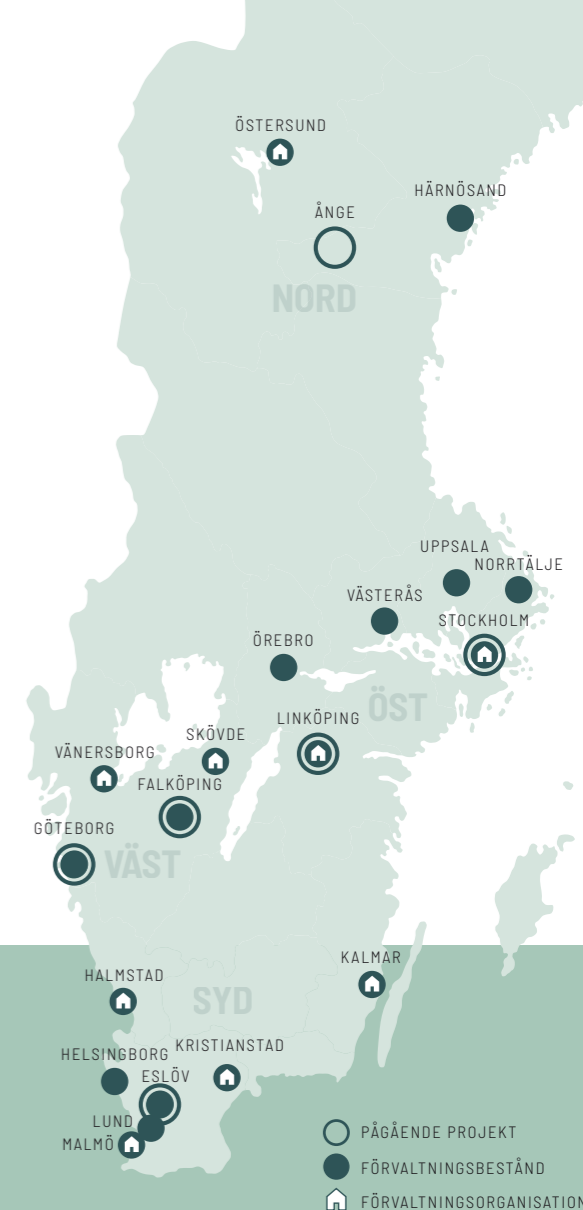 ÖSTERSUND
HÄRNÖSAND
ÅNGE
NORD
UPPSALA
NORRTÄLJE
VÄSTERÅS
STOCKHOLM
ÖREBRO
ÖST
LINKÖPING
SKÖVDE
VÄNERSBORG
FALKÖPING
GÖTEBORG
VÄST
KALMAR
HALMSTAD
SYD
KRISTIANSTAD
HELSINGBORG
ESLÖV
LUND
MALMÖ
PÅGÅENDE PROJEKT
FÖRVALTNINGSBESTÅND
FÖRVALTNINGSORGANISATION